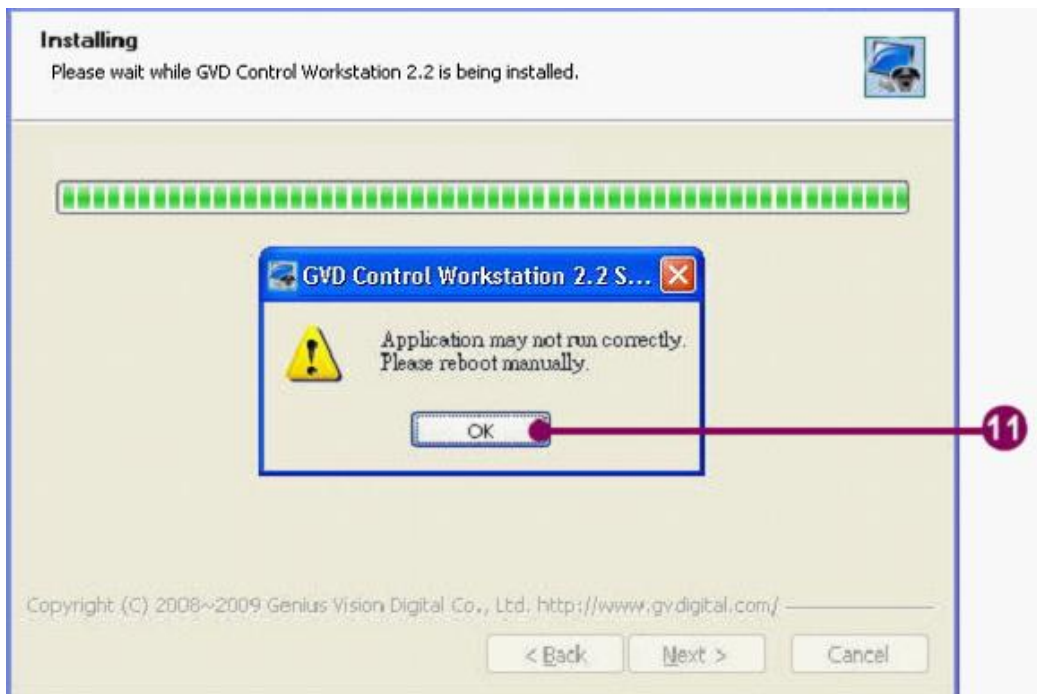 Installing
Please wait while GVD Control Workstation 2.2 is being installed.
GVD Control Workstation 2.2 S...
Application may not run correctly.
Please reboot manually.
OK
11
Copyright (C) 2008~2009 Genius Vision Digital Co., Ltd. http://www.gvdigital.com/
< Back
Next >
Cancel